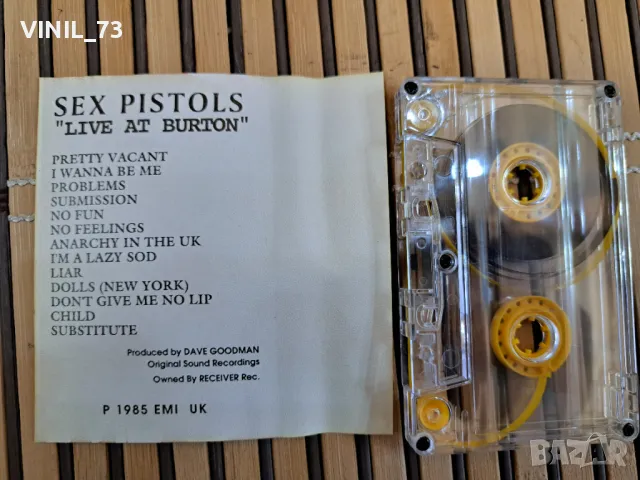 VINIL_73
SEX PISTOLS
"LIVE AT BURTON"
PRETTY VACANT
I WANNA BE ME
PROBLEMS
SUBMISSION
NO FUN
NO FEELINGS
ANARCHY IN THE UK
I'M A LAZY SOD
LIAR
DOLLS (NEW YORK)
DON'T GIVE ME NO LIP
CHILD
SUBSTITUTE
Produced by DAVE GOODMAN
Original Sound Recordings
Owned By RECEIVER Rec.
P 1985 EMI UK
BAZAR
bg